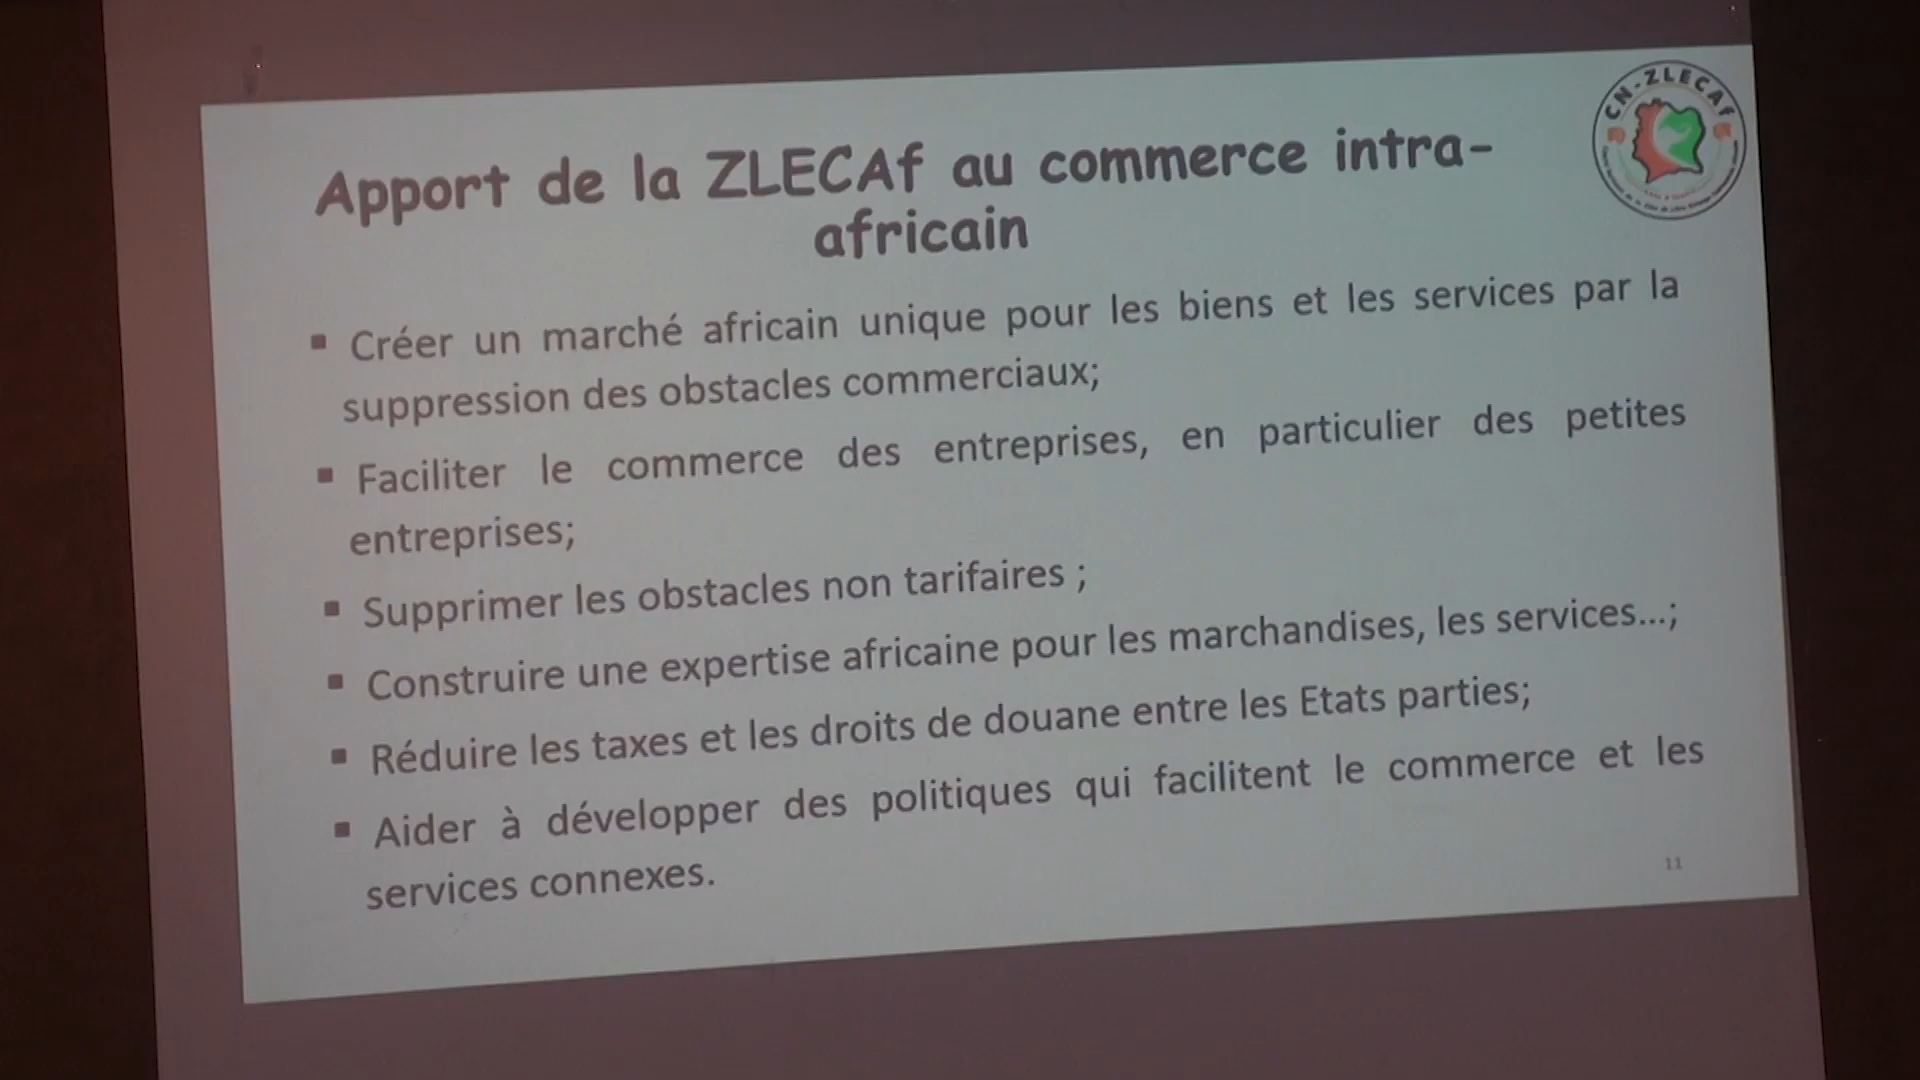 CN-ZLECAf
Apport de la ZLECAf au commerce intra-
africain
▪ Créer un marché africain unique pour les biens et les services par la
suppression des obstacles commerciaux;
▪ Faciliter le commerce des entreprises, en particulier des petites
entreprises;
▪ Supprimer les obstacles non tarifaires ;
▪ Construire une expertise africaine pour les marchandises, les services...;
▪ Réduire les taxes et les droits de douane entre les Etats parties;
▪ Aider à développer des politiques qui facilitent le commerce et les
services connexes.
11